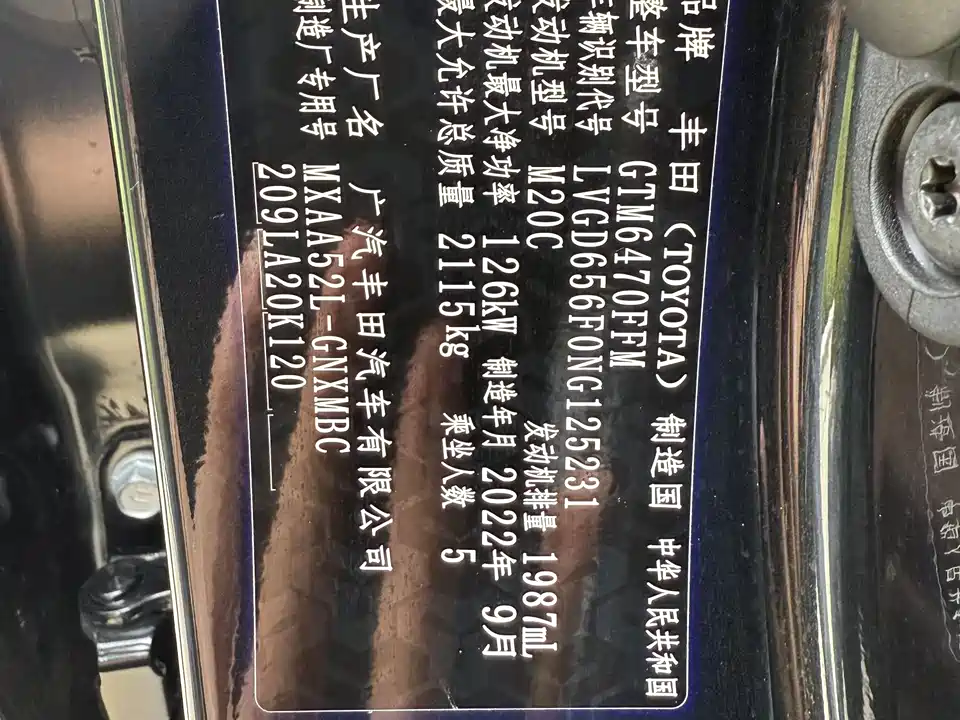 品牌 丰田（TOYOTA） 制造国 中华人民共和国
整车型号 GTM6470FFM
车辆识别代号 LVGD656F0NG125231
发动机型号 M20C 发动机排量 1987mL
发动机最大净功率 126kW 制造年月 2022年 9月
最大允许总质量 2115kg 乘坐人数 5
生产厂名 广汽丰田汽车有限公司
制造厂专用号 MXAA52L-GNXMBC
209LA20K120